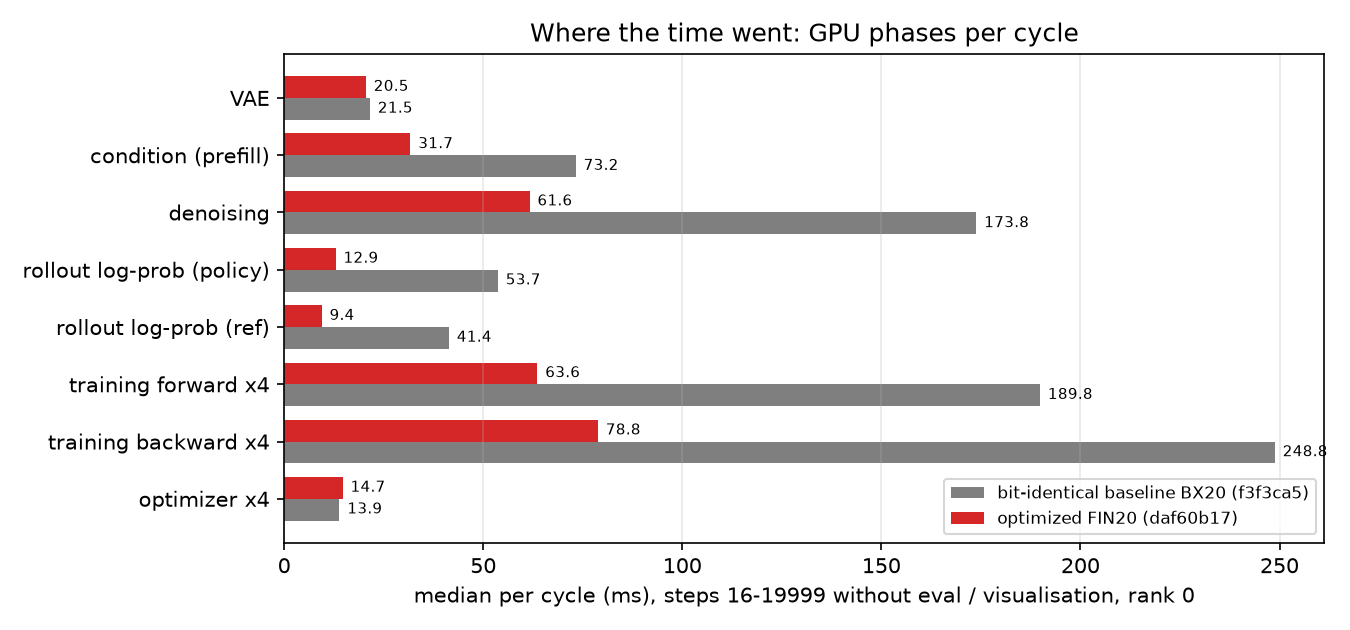 Where the time went: GPU phases per cycle
VAE
20.5
21.5
condition (prefill)
31.7
73.2
denoising
61.6
173.8
rollout log-prob (policy)
12.9
53.7
rollout log-prob (ref)
9.4
41.4
training forward x4
63.6
189.8
training backward x4
78.8
248.8
optimizer x4
14.7
13.9
bit-identical baseline BX20 (f3f3ca5)
optimized FIN20 (daf60b17)
0 50 100 150 200 250
median per cycle (ms), steps 16-19999 without eval / visualisation, rank 0